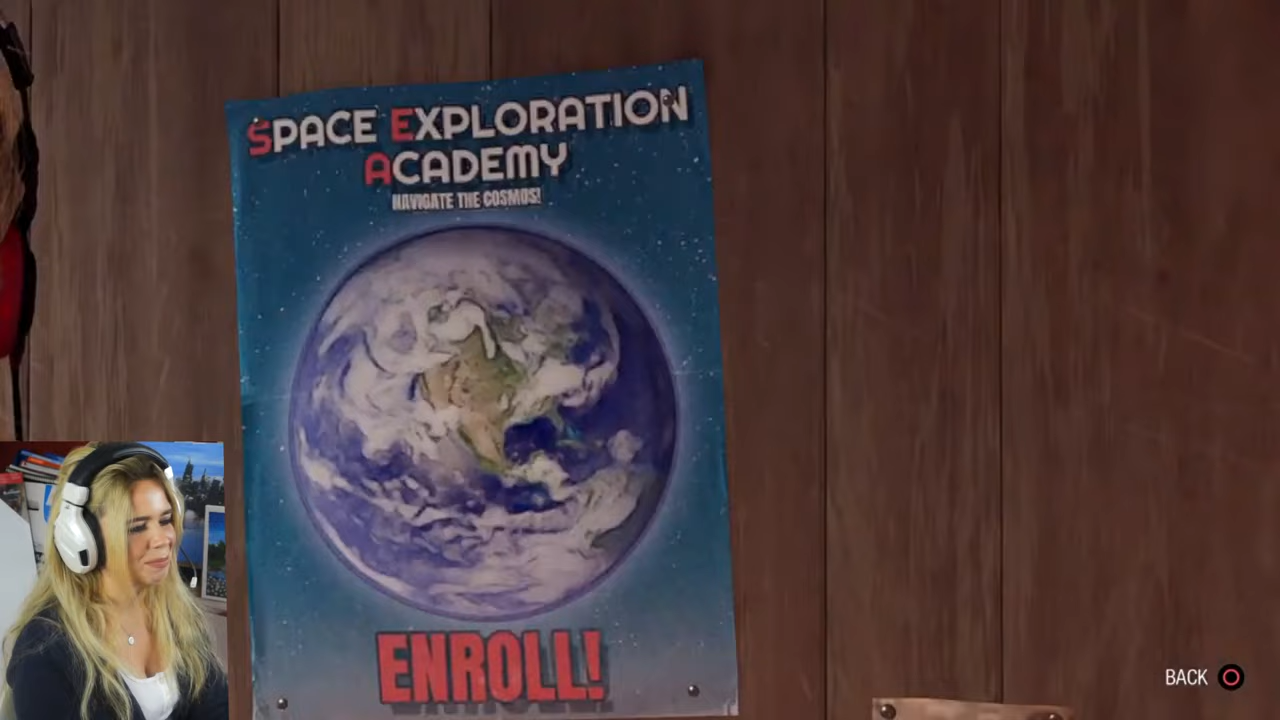 SPACE EXPLORATION
ACADEMY
NAVIGATE THE COSMOS!
ENROLL!
BACK